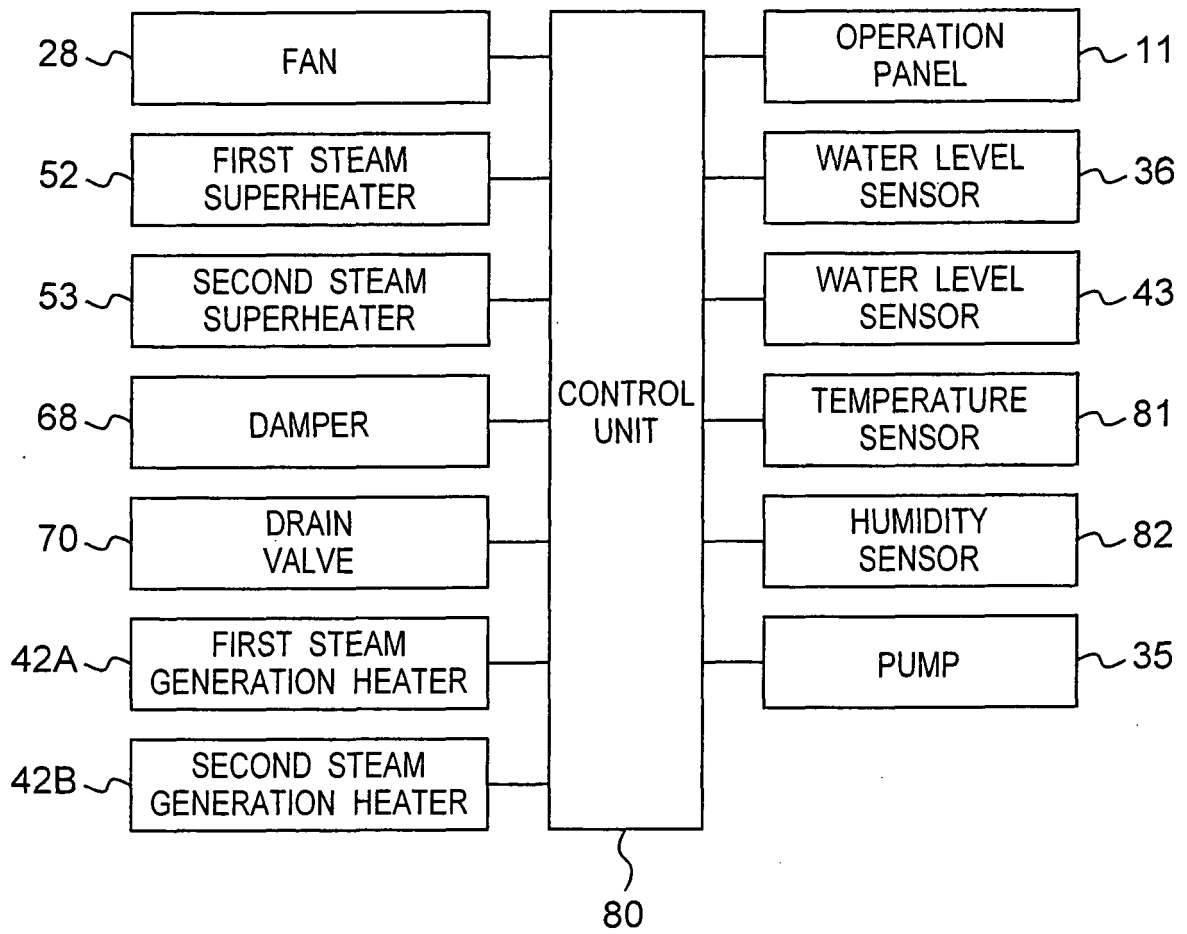 28
FAN
52
FIRST STEAM
SUPERHEATER
53
SECOND STEAM
SUPERHEATER
68
DAMPER
70
DRAIN
VALVE
42A
FIRST STEAM
GENERATION HEATER
42B
SECOND STEAM
GENERATION HEATER
CONTROL
UNIT
80
OPERATION
PANEL
11
WATER LEVEL
SENSOR
36
WATER LEVEL
SENSOR
43
TEMPERATURE
SENSOR
81
HUMIDITY
SENSOR
82
PUMP
35